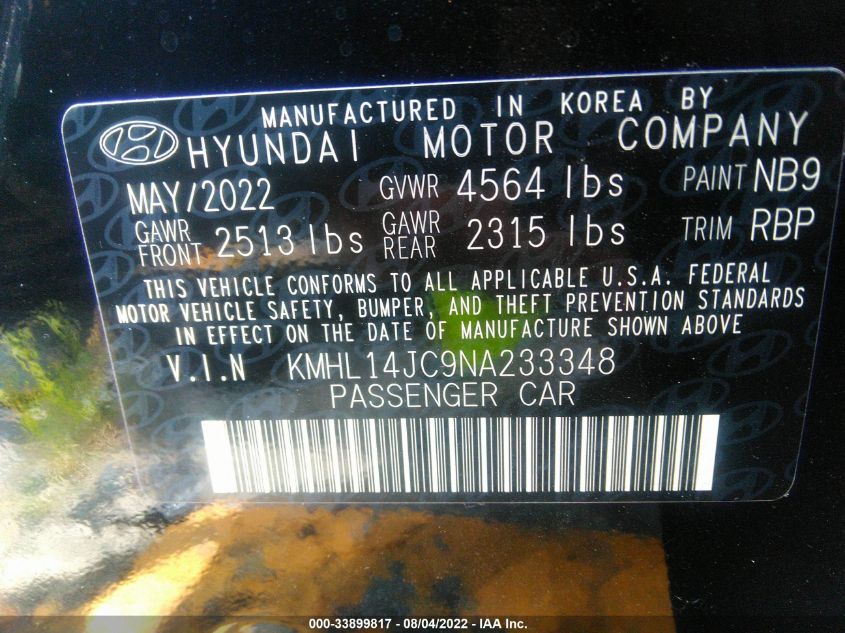 MANUFACTURED IN KOREA BY
HYUNDAI MOTOR COMPANY
MAY/2022 GVWR 4564 lbs PAINT NB9
GAWR FRONT 2513 lbs GAWR REAR 2315 lbs TRIM RBP
THIS VEHICLE CONFORMS TO ALL APPLICABLE U.S.A. FEDERAL
MOTOR VEHICLE SAFETY, BUMPER, AND THEFT PREVENTION STANDARDS
IN EFFECT ON THE DATE OF MANUFACTURE SHOWN ABOVE
V.I.N KMHL14JC9NA233348
PASSENGER CAR
000-33899817 - 08/04/2022 - IAA Inc.